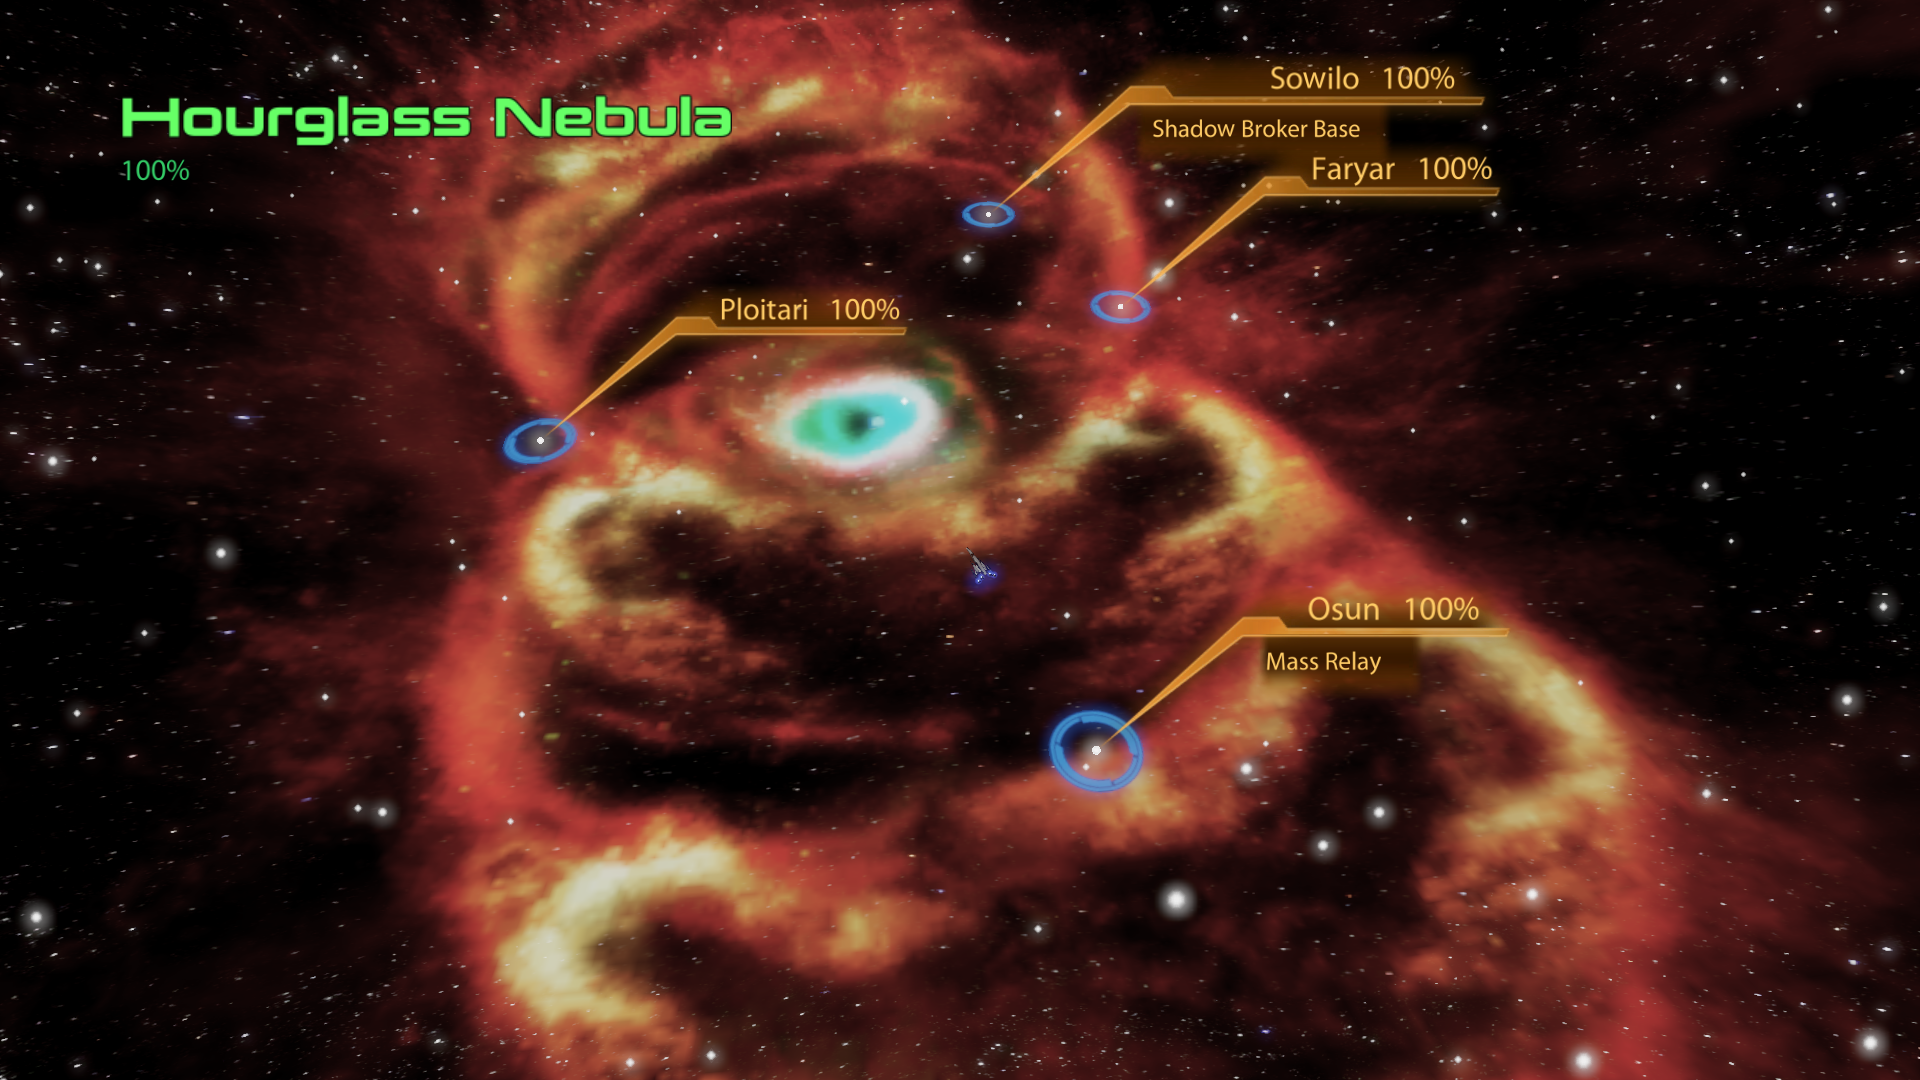 Hourglass Nebula
100%
Sowilo 100%
Shadow Broker Base
Faryar 100%
Ploitari 100%
Osun 100%
Mass Relay